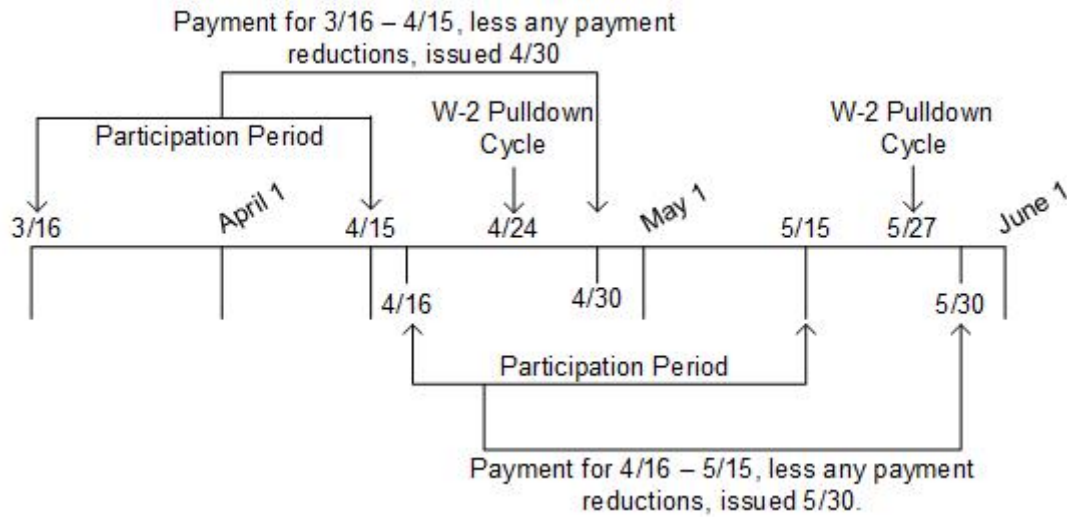 Payment for 3/16 – 4/15, less any payment
reductions, issued 4/30
W-2 Pulldown
Cycle
W-2 Pulldown
Cycle
Participation Period
3/16
April 1
4/15
4/24
May 1
5/15
5/27
June 1
4/16
4/30
5/30
Participation Period
Payment for 4/16 – 5/15, less any payment
reductions, issued 5/30.